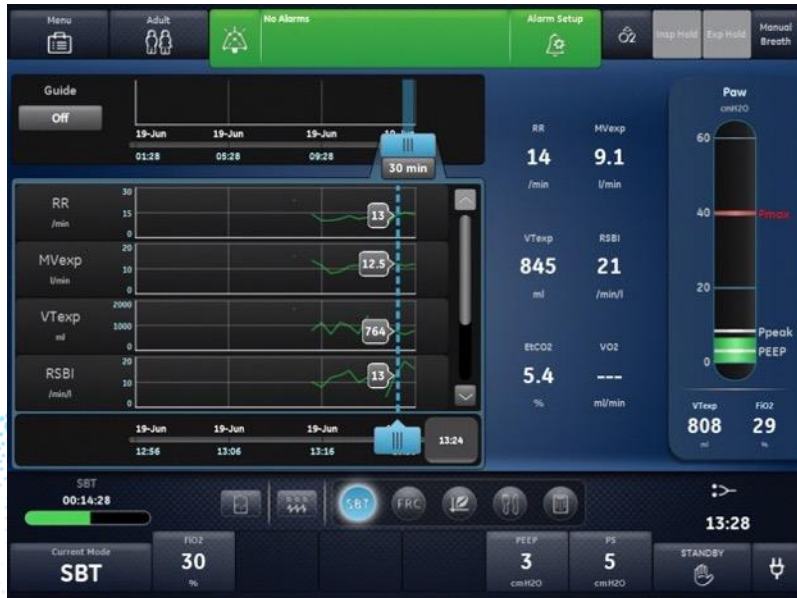 Menu
Adult
No Alarms
Alarm Setup
O2
Insp Hold
Exp Hold
Manual
Breath
Guide
Off
19-Jun 19-Jun 19-Jun
01:28 05:28 09:28
30 min
RR
/min
30
15
0
13
MVexp
l/min
20
10
0
12.5
VTexp
ml
2000
1000
0
764
RSBI
/min/l
20
10
0
13
19-Jun 19-Jun 19-Jun
12:56 13:06 13:16
13:24
RR MVexp
14 9.1
/min l/min
VTexp RSBI
845 21
ml /min/l
EtCO2 VO2
5.4 ---
% ml/min
Paw
cmH2O
60
40
Pmax
20
Ppeak
PEEP
0
VTexp FiO2
808 29
ml %
SBT
00:14:28
SBT
FRC
13:28
Current Mode
SBT
FiO2
30
%
PEEP
3
cmH2O
PS
5
cmH2O
STANDBY